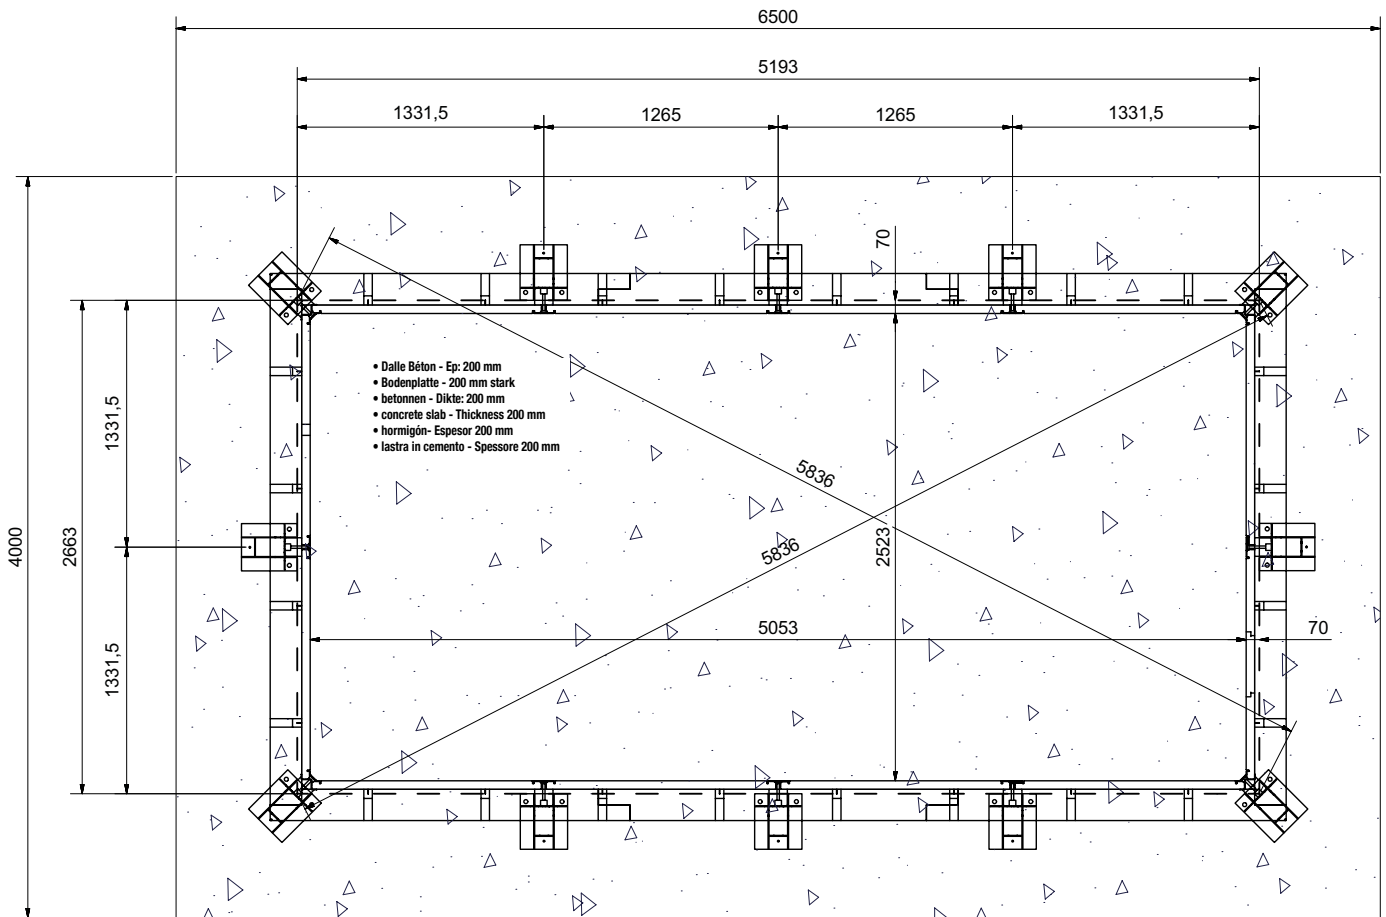 6500
5193
1331,5
1265
1265
1331,5
70
• Dalle Béton - Ep: 200 mm
• Bodenplatte - 200 mm stark
• betonnen - Dikte: 200 mm
• concrete slab - Thickness 200 mm
• hormigón- Espesor 200 mm
• lastra in cemento - Spessore 200 mm
1331,5
5836
4000
2663
5836
2523
5053
70
1331,5